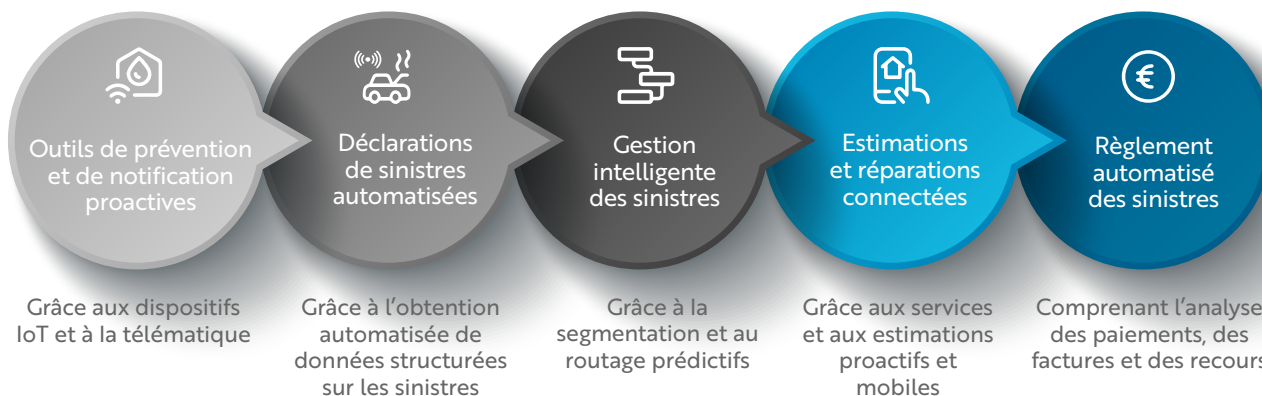 Outils de prévention
et de notification
proactives
Déclarations
de sinistres
automatisées
Gestion
intelligente
des sinistres
Estimations
et réparations
connectées
€
Règlement
automatisé
des sinistres
Grâce aux dispositifs
IoT et à la télématique
Grâce à l’obtention
automatisée de
données structurées
sur les sinistres
Grâce à la
segmentation et au
routage prédictifs
Grâce aux services
et aux estimations
proactifs et
mobiles
Comprenant l’analyse
des paiements, des
factures et des recours